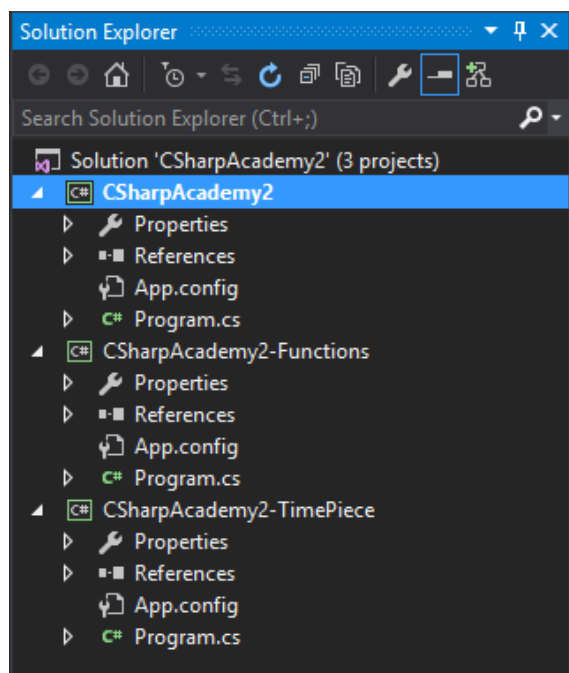 Solution Explorer
Search Solution Explorer (Ctrl+;)
Solution 'CSharpAcademy2' (3 projects)
C# CSharpAcademy2
Properties
References
App.config
C# Program.cs
C# CSharpAcademy2-Functions
Properties
References
App.config
C# Program.cs
C# CSharpAcademy2-TimePiece
Properties
References
App.config
C# Program.cs